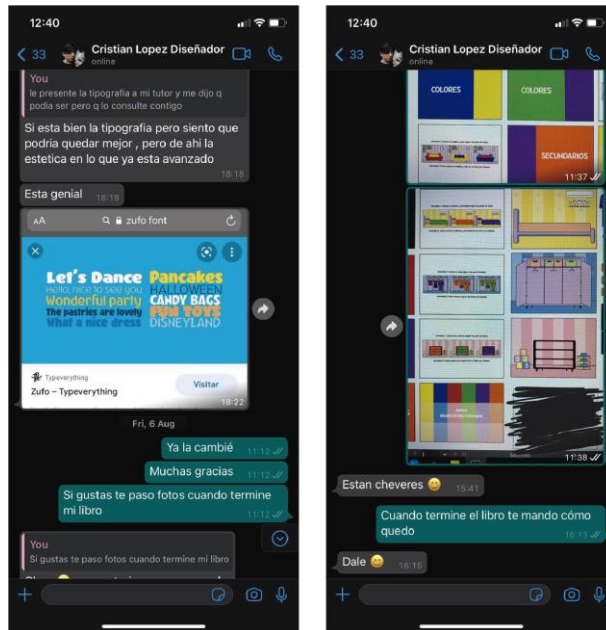 12:40
33
Cristian Lopez Diseñador
online
You
le presente la tipografia a mi tutor y me dijo q
podia ser pero q lo consulte contigo
Si esta bien la tipografia pero siento que
podria quedar mejor , pero de ahi la
estetica en lo que ya esta avanzado
18:18
Esta genial 18:18
AA
zufo font
Let's Dance Pancakes
Hello, nice to see you HALLOWEEN
Wonderful party CANDY BAGS
The pastries are lovely FUN TOYS
What a nice dress DISNEYLAND
Typeverything
Zufo – Typeverything
Visitar
18:22
Fri, 6 Aug
Ya la cambié 11:12
Muchas gracias 11:12
Si gustas te paso fotos cuando termine
mi libro
11:12
You
Si gustas te paso fotos cuando termine mi libro
12:40
33
Cristian Lopez Diseñador
online
COLORES
COLORES
SECUNDARIOS
11:37
11:38
Estan cheveres 15:41
Cuando termine el libro te mando cómo
quedo
16:13
Dale 16:15